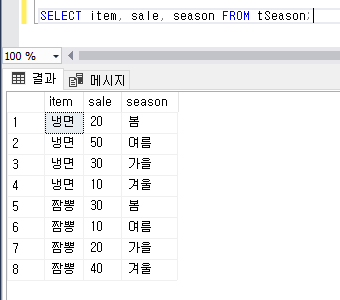 SELECT item, sale, season FROM tSeason;
100 %
결과 메시지
item sale season
1 냉면 20 봄
2 냉면 50 여름
3 냉면 30 가을
4 냉면 10 겨울
5 짬뽕 30 봄
6 짬뽕 10 여름
7 짬뽕 20 가을
8 짬뽕 40 겨울